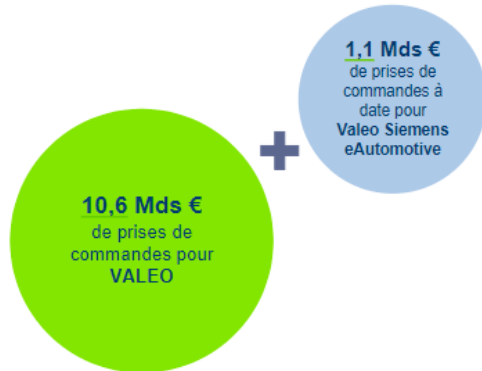 1,1 Mds €
de prises de
commandes à
date pour
Valeo Siemens
eAutomotive
10,6 Mds €
de prises de
commandes pour
VALEO